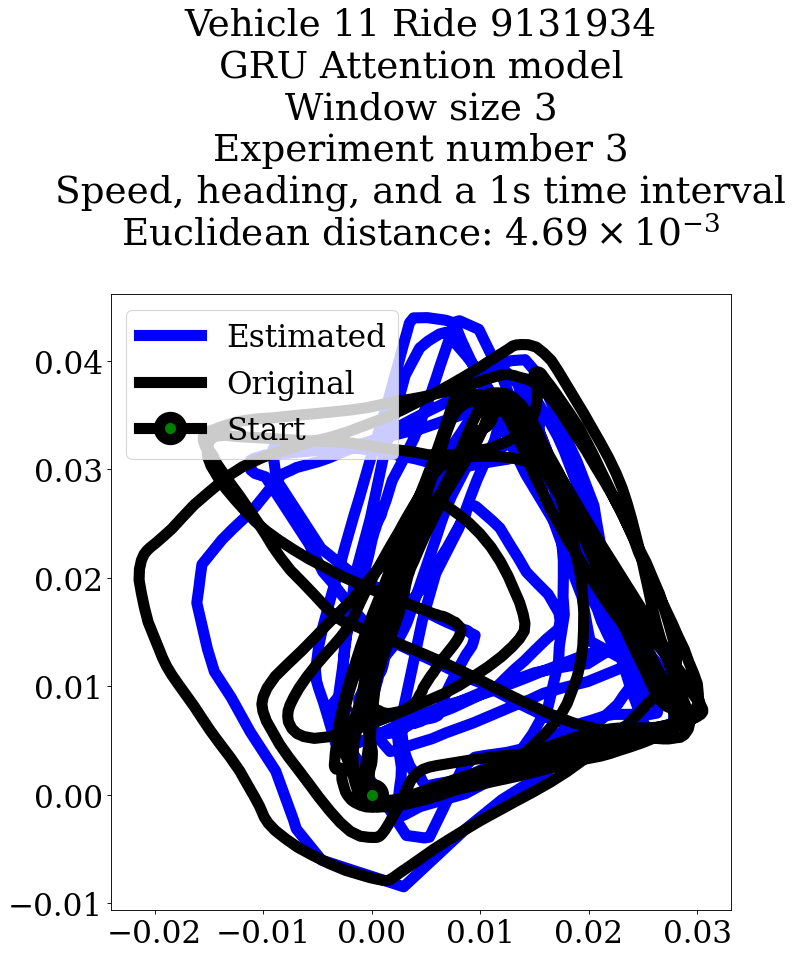 Vehicle 11 Ride 9131934
GRU Attention model
Window size 3
Experiment number 3
Speed, heading, and a 1s time interval
Euclidean distance: 4.69 × 10⁻³
Estimated
Original
Start
0.04
0.03
0.02
0.01
0.00
−0.01
−0.02 −0.01 0.00 0.01 0.02 0.03